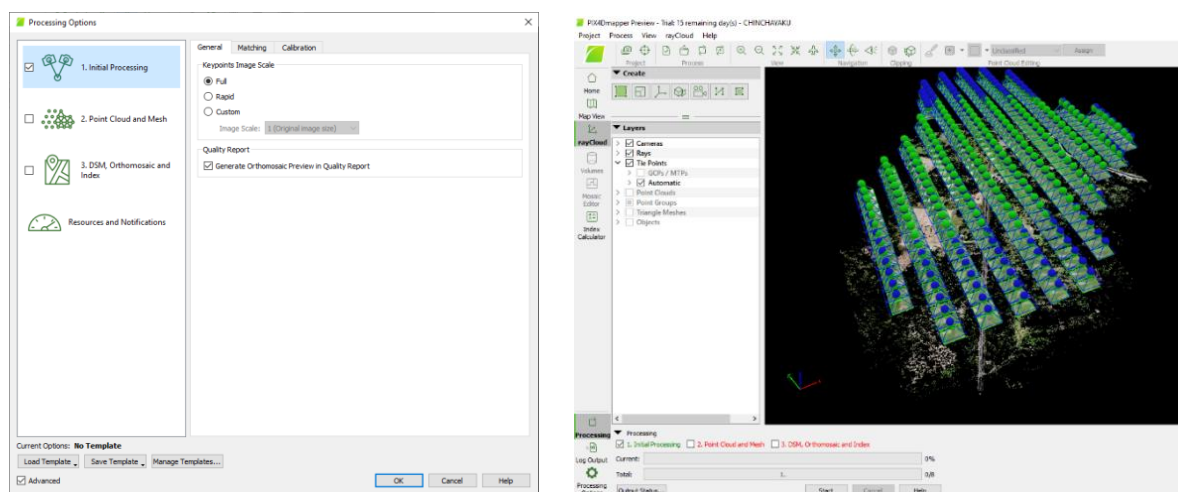 Processing Options
1. Initial Processing
2. Point Cloud and Mesh
3. DSM, Orthomosaic and
Index
Resources and Notifications
General Matching Calibration
Keypoints Image Scale
Full
Rapid
Custom
Image Scale: 1 (Original image size)
Quality Report
Generate Orthomosaic Preview in Quality Report
Current Options: No Template
Load Template Save Template Manage Templates...
Advanced
OK Cancel Help
PIX4Dmapper Preview - Trial: 15 remaining day(s) - CHINCHAVAKU
Project Process View rayCloud Help
Project Process View Navigation Clipping Point Cloud Editing
Unclassified Assign
Home
Map View
rayCloud
Volumes
Mosaic
Editor
Index
Calculator
Create
Layers
Cameras
Rays
Tie Points
GCPs / MTPs
Automatic
Point Clouds
Point Groups
Triangle Meshes
Objects
Processing
Log Output
Processing
Processing
1. Initial Processing 2. Point Cloud and Mesh 3. DSM, Orthomosaic and Index
Current: 0%
Total: 1. 0/8
Output Status... Start Cancel Help